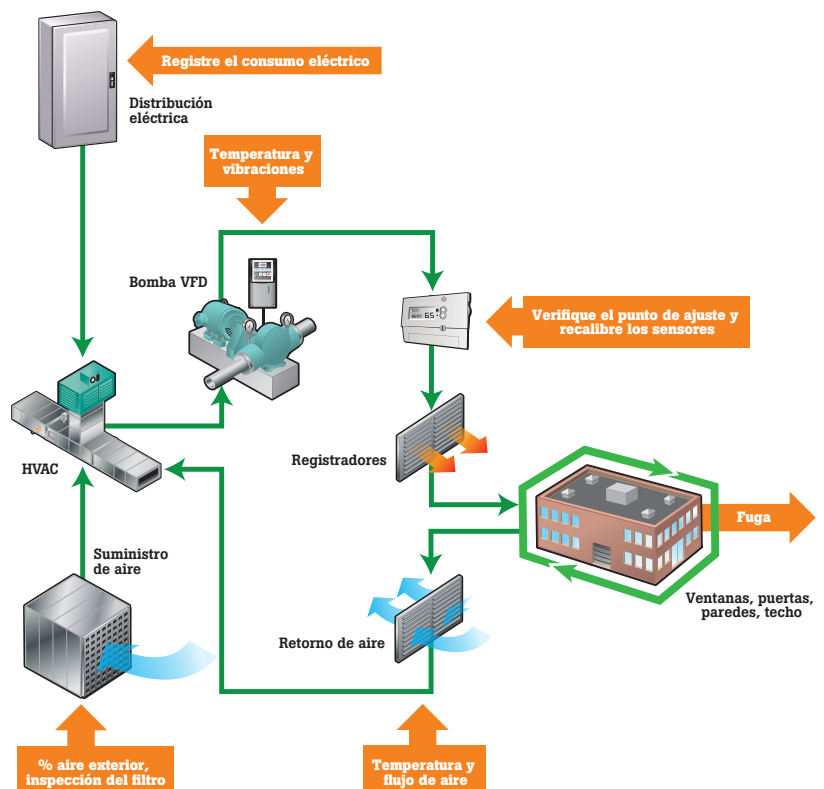 Registre el consumo eléctrico
Distribución
eléctrica
Temperatura y
vibraciones
Bomba VFD
65
Verifique el punto de ajuste y
recalibre los sensores
Registradores
HVAC
Fuga
Suministro
de aire
Ventanas, puertas,
paredes, techo
Retorno de aire
% aire exterior,
inspección del filtro
Temperatura y
flujo de aire